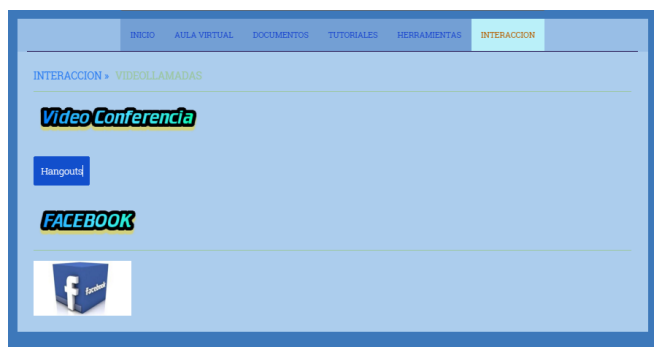 INICIO AULA VIRTUAL DOCUMENTOS TUTORIALES HERRAMIENTAS INTERACCION
INTERACCION » VIDEOLLAMADAS
Video Conferencia
Hangouts
FACEBOOK
f facebook